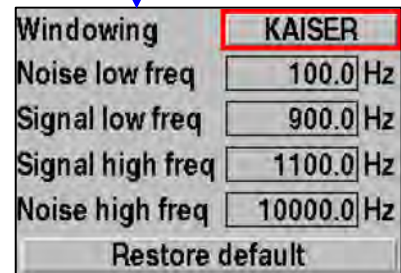 Windowing KAISER
Noise low freq 100.0 Hz
Signal low freq 900.0 Hz
Signal high freq 1100.0 Hz
Noise high freq 10000.0 Hz
Restore default